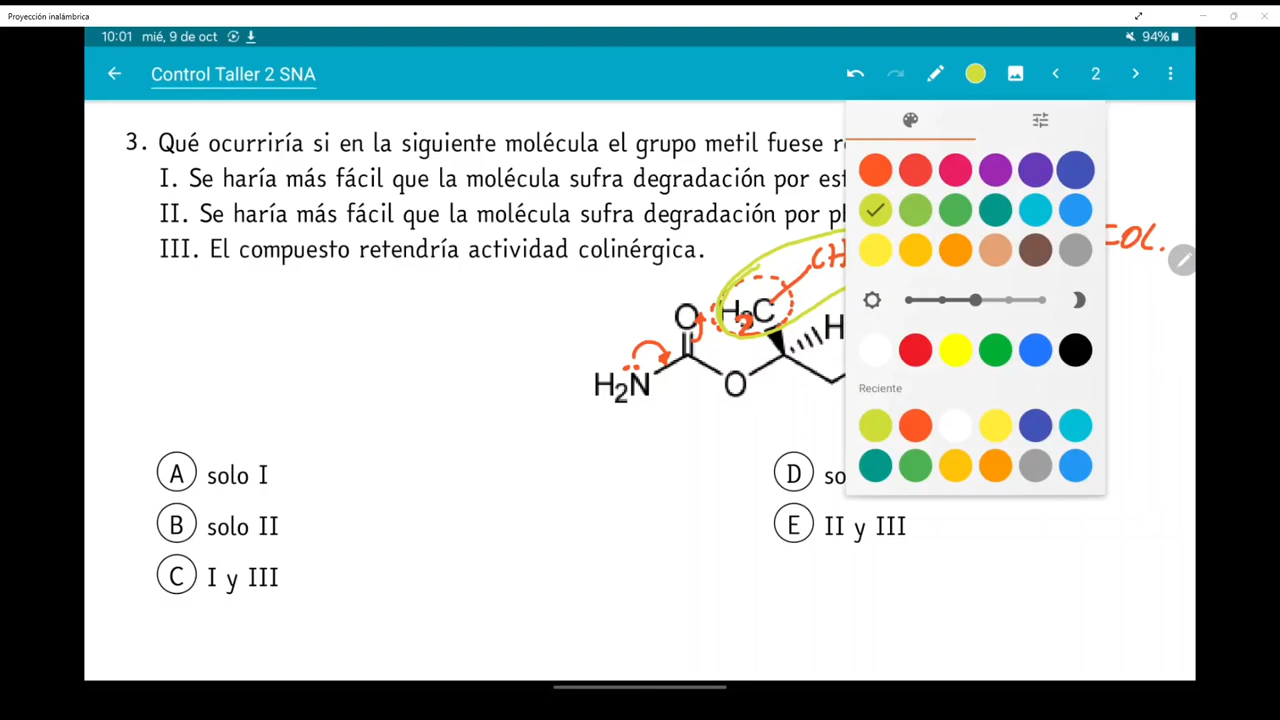 Proyección inalámbrica
10:01 mié, 9 de oct
94%
Control Taller 2 SNA
2
3. Qué ocurriría si en la siguiente molécula el grupo metil fuese
I. Se haría más fácil que la molécula sufra degradación por
II. Se haría más fácil que la molécula sufra degradación por
III. El compuesto retendría actividad colinérgica.
COL.
CH
H3C
2
O
H
H2N
O
Reciente
A solo I
B solo II
C I y III
D
E II y III